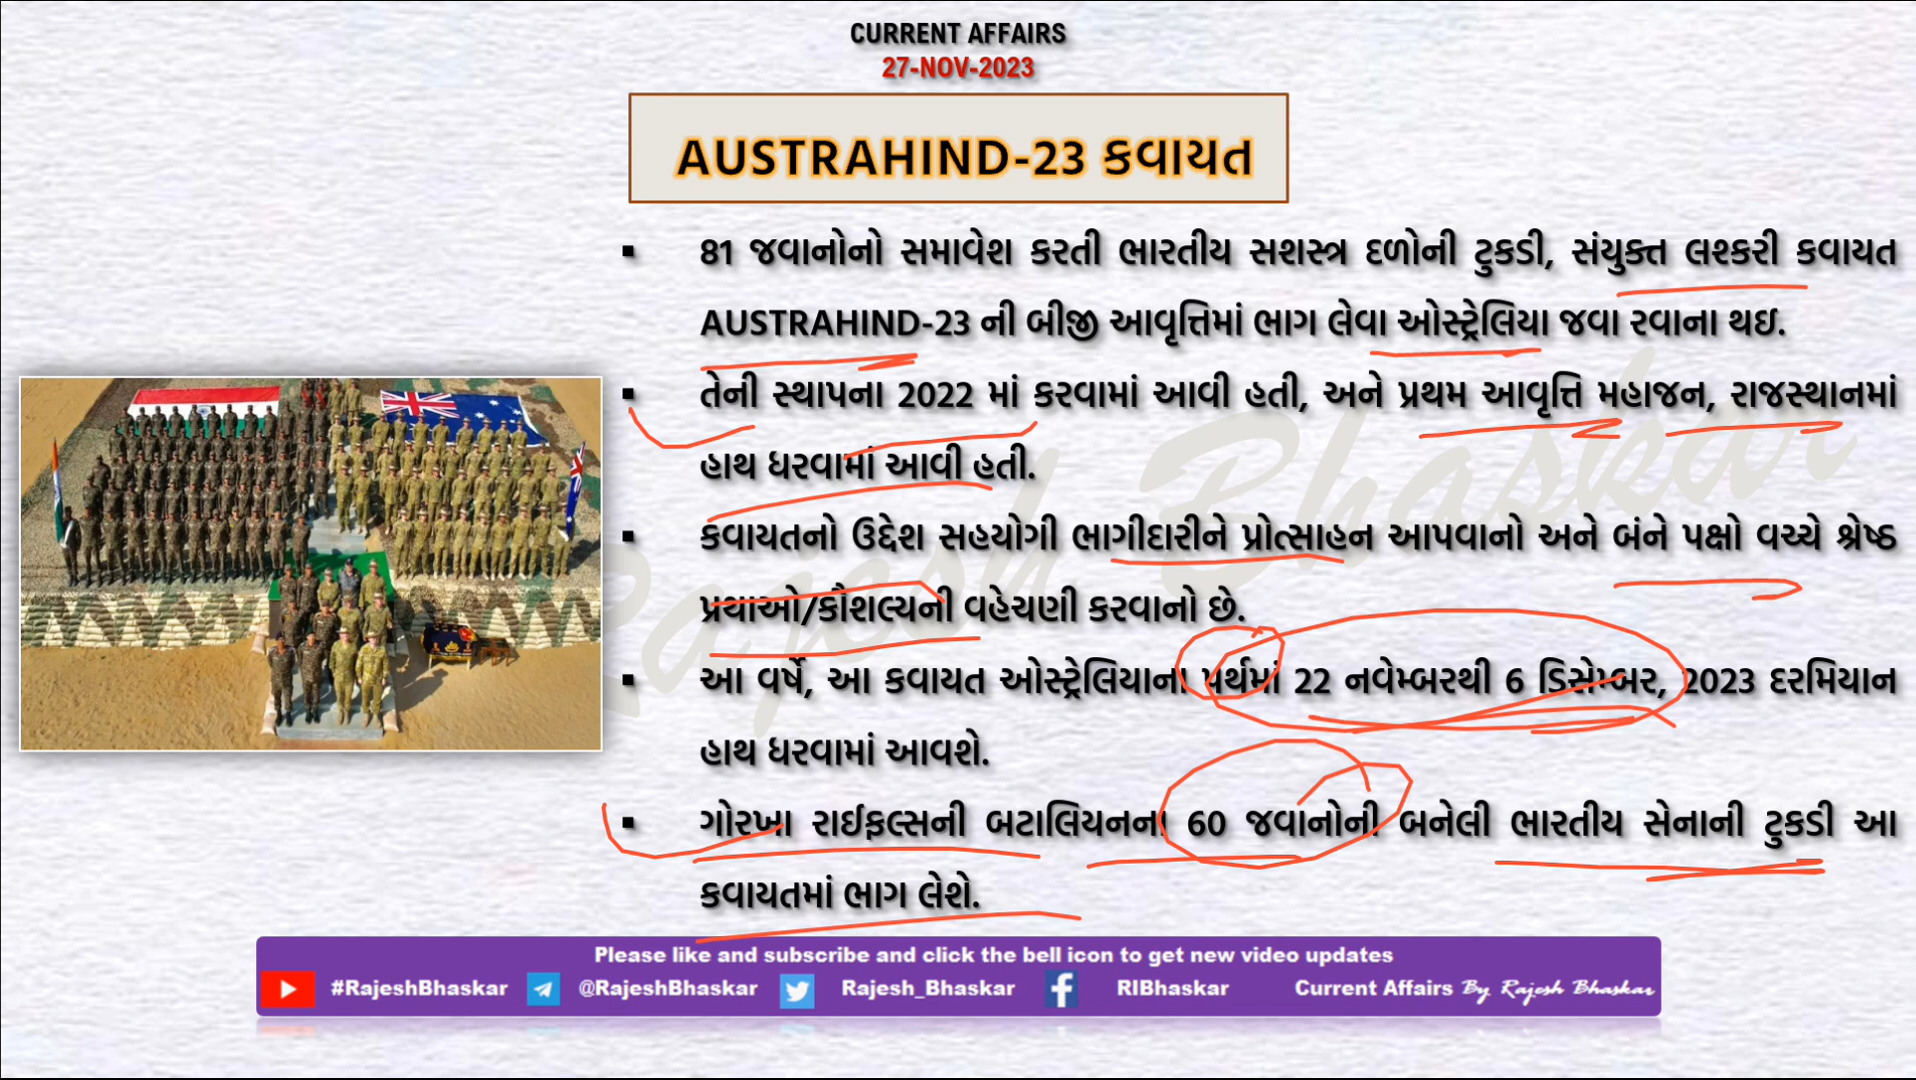 CURRENT AFFAIRS
27-NOV-2023
AUSTRAHIND-23 કવાયત
▪ 81 જવાનોનો સમાવેશ કરતી ભારતીય સશસ્ત્ર દળોની ટુકડી, સંયુક્ત લશ્કરી કવાયત
AUSTRAHIND-23 ની બીજી આવૃત્તિમાં ભાગ લેવા ઓસ્ટ્રેલિયા જવા રવાના થઇ.
▪ તેની સ્થાપના 2022 માં કરવામાં આવી હતી, અને પ્રથમ આવૃત્તિ મહાજન, રાજસ્થાનમાં
હાથ ધરવામાં આવી હતી.
▪ કવાયતનો ઉદ્દેશ સહયોગી ભાગીદારીને પ્રોત્સાહન આપવાનો અને બંને પક્ષો વચ્ચે શ્રેષ્ઠ
પ્રથાઓ/કૌશલ્યની વહેચણી કરવાનો છે.
▪ આ વર્ષે, આ કવાયત ઓસ્ટ્રેલિયાના પર્થમાં 22 નવેમ્બરથી 6 ડિસેમ્બર, 2023 દરમિયાન
હાથ ધરવામાં આવશે.
▪ ગોરખા રાઈફલ્સની બટાલિયનના 60 જવાનોની બનેલી ભારતીય સેનાની ટુકડી આ
કવાયતમાં ભાગ લેશે.
Rajesh Bhaskar
Please like and subscribe and click the bell icon to get new video updates
#RajeshBhaskar @RajeshBhaskar Rajesh_Bhaskar RIBhaskar Current Affairs By Rajesh Bhaskar